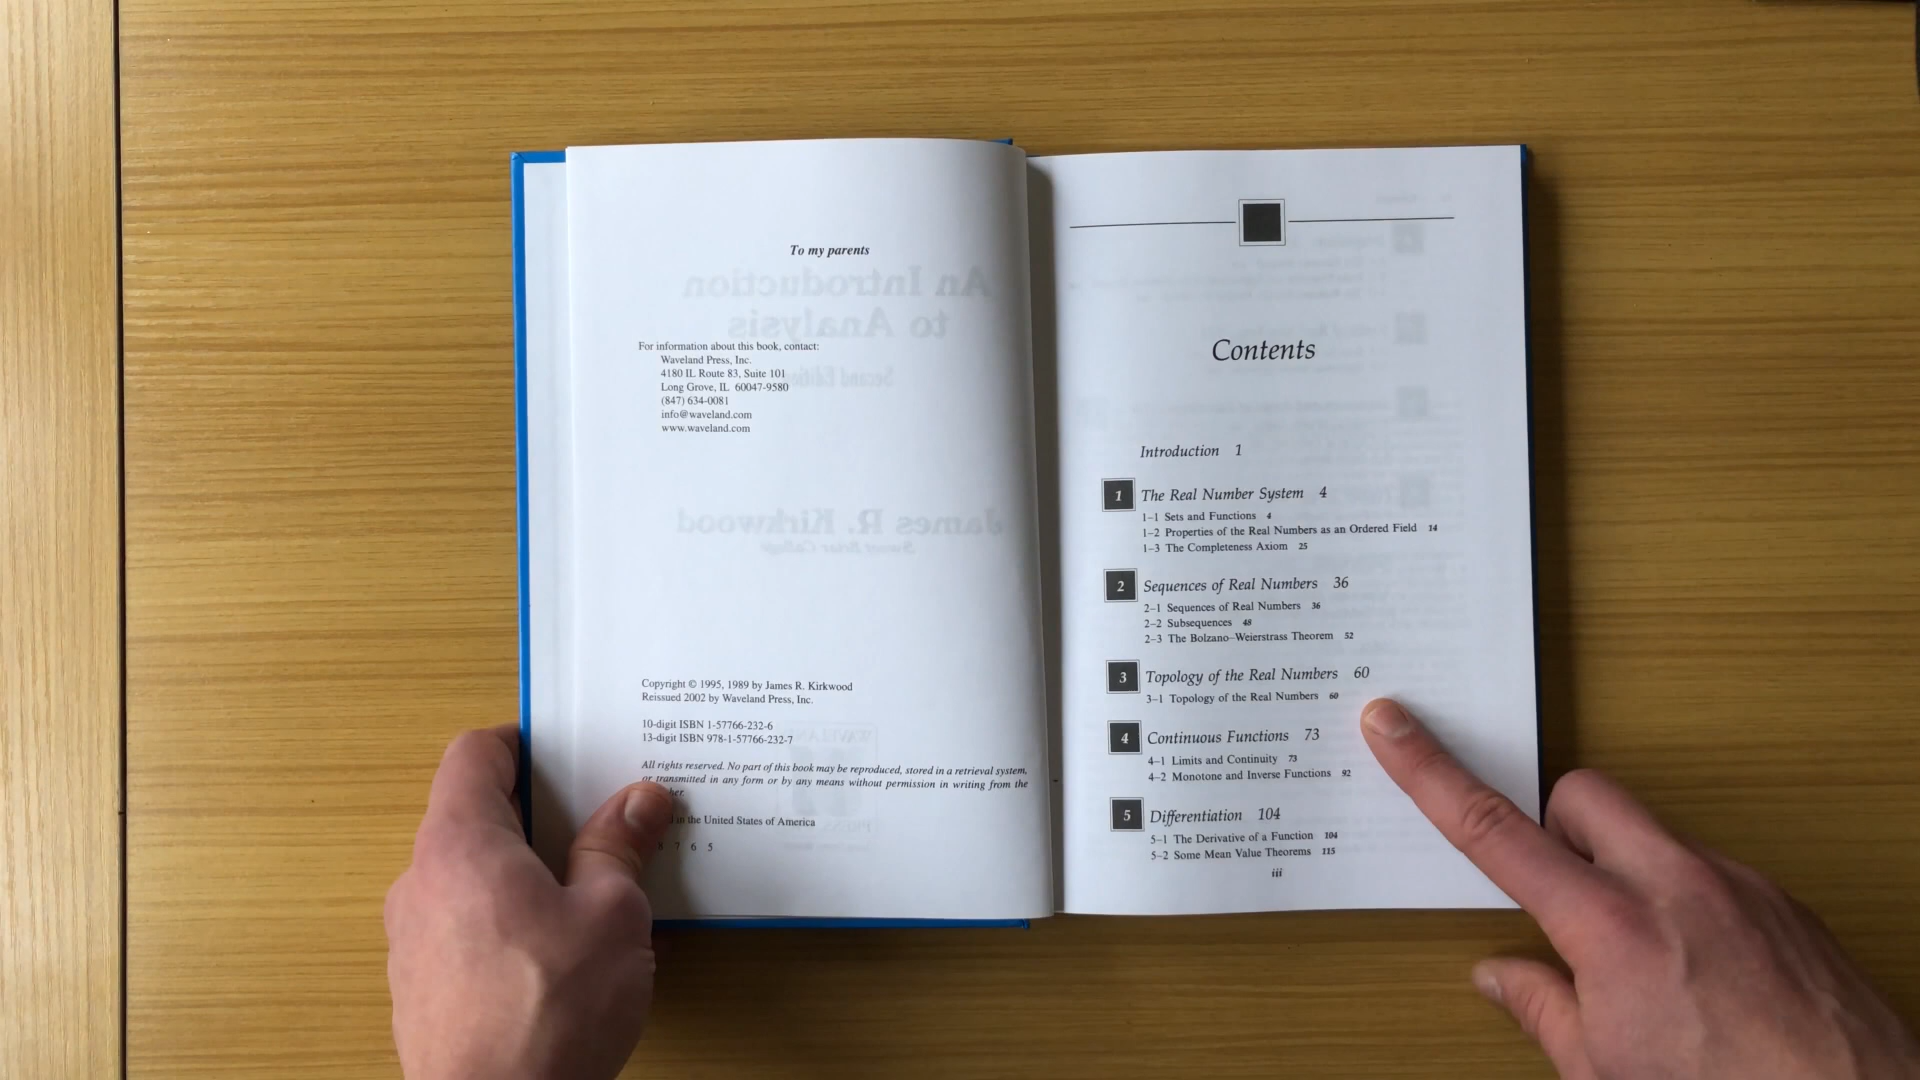 To my parents
For information about this book, contact:
Waveland Press, Inc.
4180 IL Route 83, Suite 101
Long Grove, IL 60047-9580
(847) 634-0081
info@waveland.com
www.waveland.com
Copyright © 1995, 1989 by James R. Kirkwood
Reissued 2002 by Waveland Press, Inc.
10-digit ISBN 1-57766-232-6
13-digit ISBN 978-1-57766-232-7
All rights reserved. No part of this book may be reproduced, stored in a retrieval system,
or transmitted in any form or by any means without permission in writing from the
in the United States of America
8 7 6 5
Contents
Introduction 1
1 The Real Number System 4
1–1 Sets and Functions 4
1–2 Properties of the Real Numbers as an Ordered Field 14
1–3 The Completeness Axiom 25
2 Sequences of Real Numbers 36
2–1 Sequences of Real Numbers 36
2–2 Subsequences 48
2–3 The Bolzano–Weierstrass Theorem 52
3 Topology of the Real Numbers 60
3–1 Topology of the Real Numbers 60
4 Continuous Functions 73
4–1 Limits and Continuity 73
4–2 Monotone and Inverse Functions 92
5 Differentiation 104
5–1 The Derivative of a Function 104
5–2 Some Mean Value Theorems 115
iii